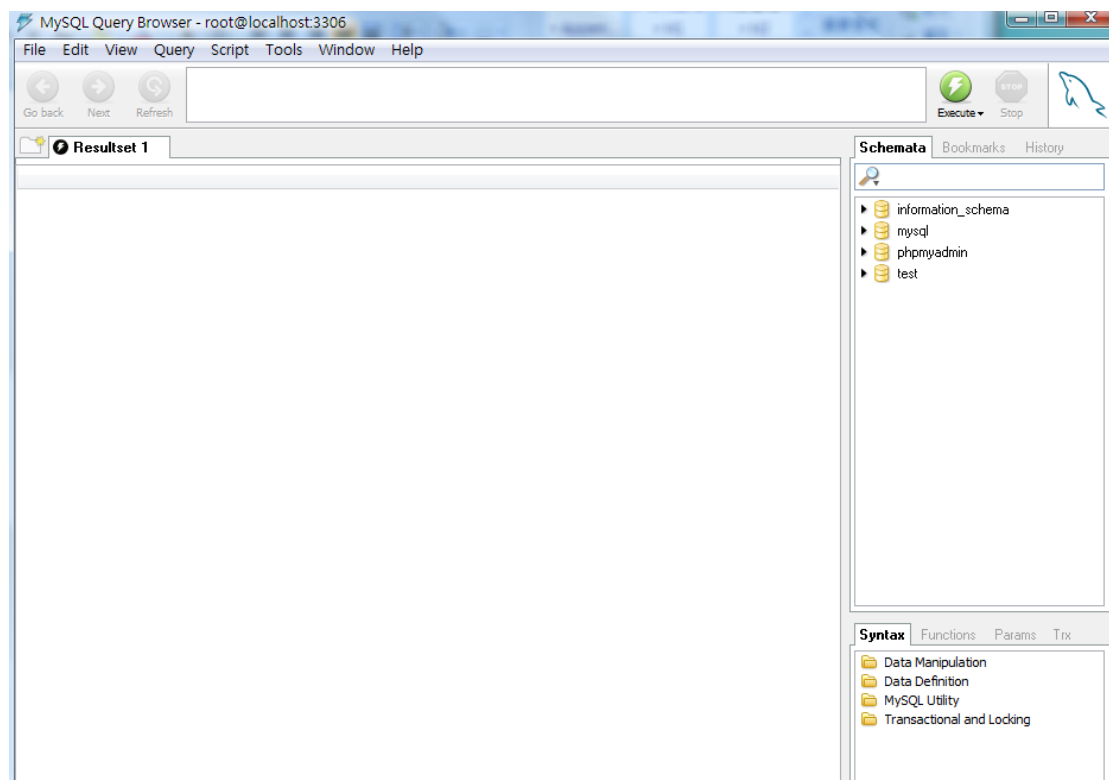 MySQL Query Browser - root@localhost:3306
File Edit View Query Script Tools Window Help
Go back Next Refresh Execute Stop
STOP
Resultset 1
Schemata Bookmarks History
information_schema
mysql
phpmyadmin
test
Syntax Functions Params Trx
Data Manipulation
Data Definition
MySQL Utility
Transactional and Locking